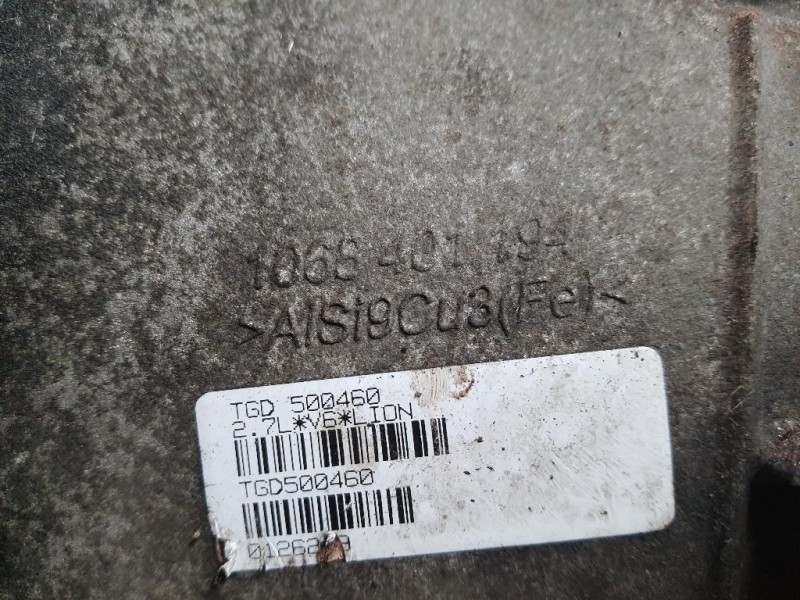 1068 401 194
>AlSi9Cu3(Fe)<
TGD 500460
2.7L*V6*LION
TGD500460